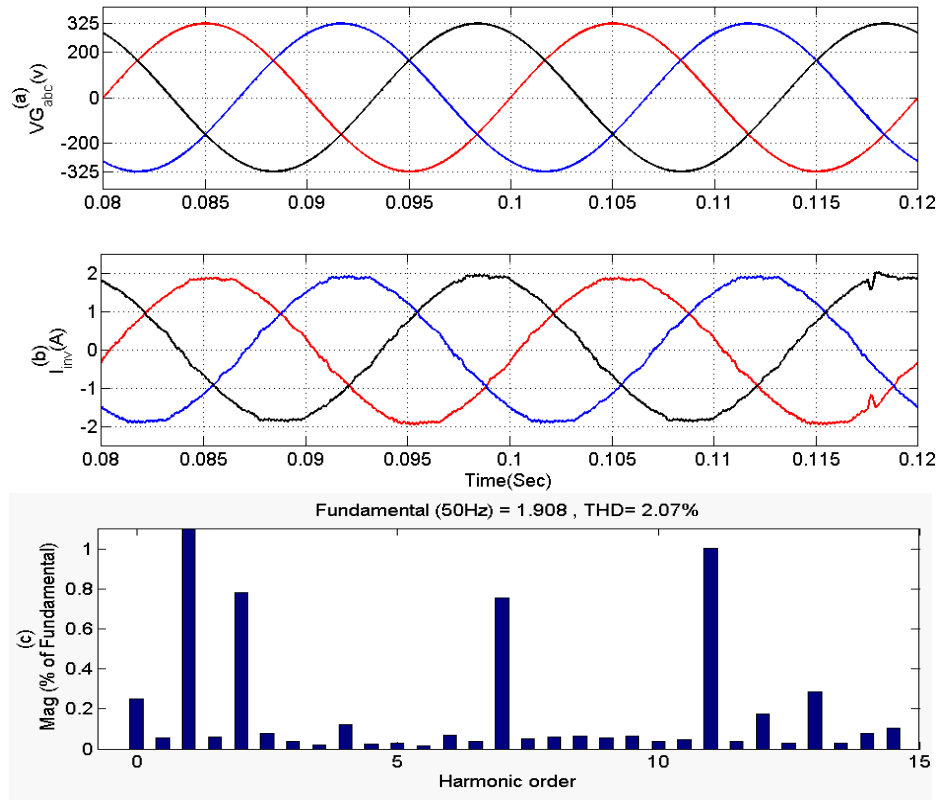 (a)
VG_abc(v)
325
200
0
-200
-325
0.08 0.085 0.09 0.095 0.1 0.105 0.11 0.115 0.12
(b)
I_inv(A)
2
1
0
-1
-2
0.08 0.085 0.09 0.095 0.1 0.105 0.11 0.115 0.12
Time(Sec)
Fundamental (50Hz) = 1.908 , THD= 2.07%
(c)
Mag (% of Fundamental)
1
0.8
0.6
0.4
0.2
0
0 5 10 15
Harmonic order